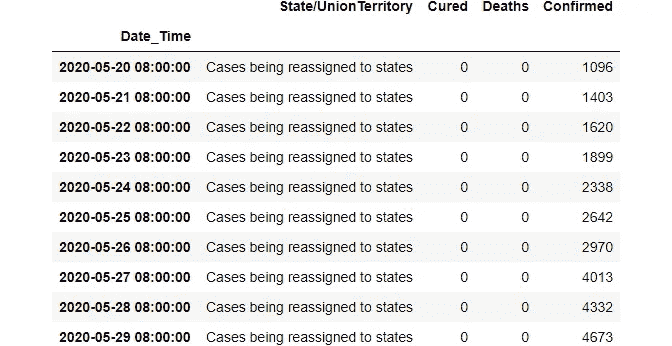 State/UnionTerritory Cured Deaths Confirmed
Date_Time
2020-05-20 08:00:00 Cases being reassigned to states 0 0 1096
2020-05-21 08:00:00 Cases being reassigned to states 0 0 1403
2020-05-22 08:00:00 Cases being reassigned to states 0 0 1620
2020-05-23 08:00:00 Cases being reassigned to states 0 0 1899
2020-05-24 08:00:00 Cases being reassigned to states 0 0 2338
2020-05-25 08:00:00 Cases being reassigned to states 0 0 2642
2020-05-26 08:00:00 Cases being reassigned to states 0 0 2970
2020-05-27 08:00:00 Cases being reassigned to states 0 0 4013
2020-05-28 08:00:00 Cases being reassigned to states 0 0 4332
2020-05-29 08:00:00 Cases being reassigned to states 0 0 4673